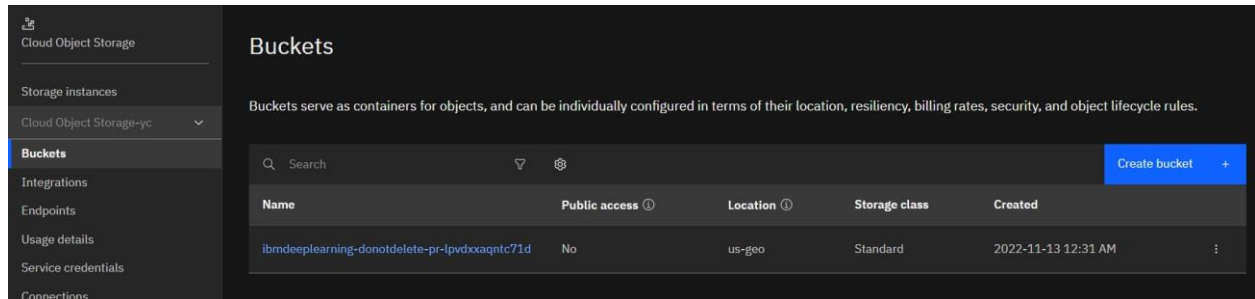 Cloud Object Storage
Storage instances
Cloud Object Storage-yc
Buckets
Integrations
Endpoints
Usage details
Service credentials
Connections
Buckets
Buckets serve as containers for objects, and can be individually configured in terms of their location, resiliency, billing rates, security, and object lifecycle rules.
Search
Create bucket +
Name Public access Location Storage class Created
ibmdeeplearning-donotdelete-pr-lpvdxxaqntc71d No us-geo Standard 2022-11-13 12:31 AM